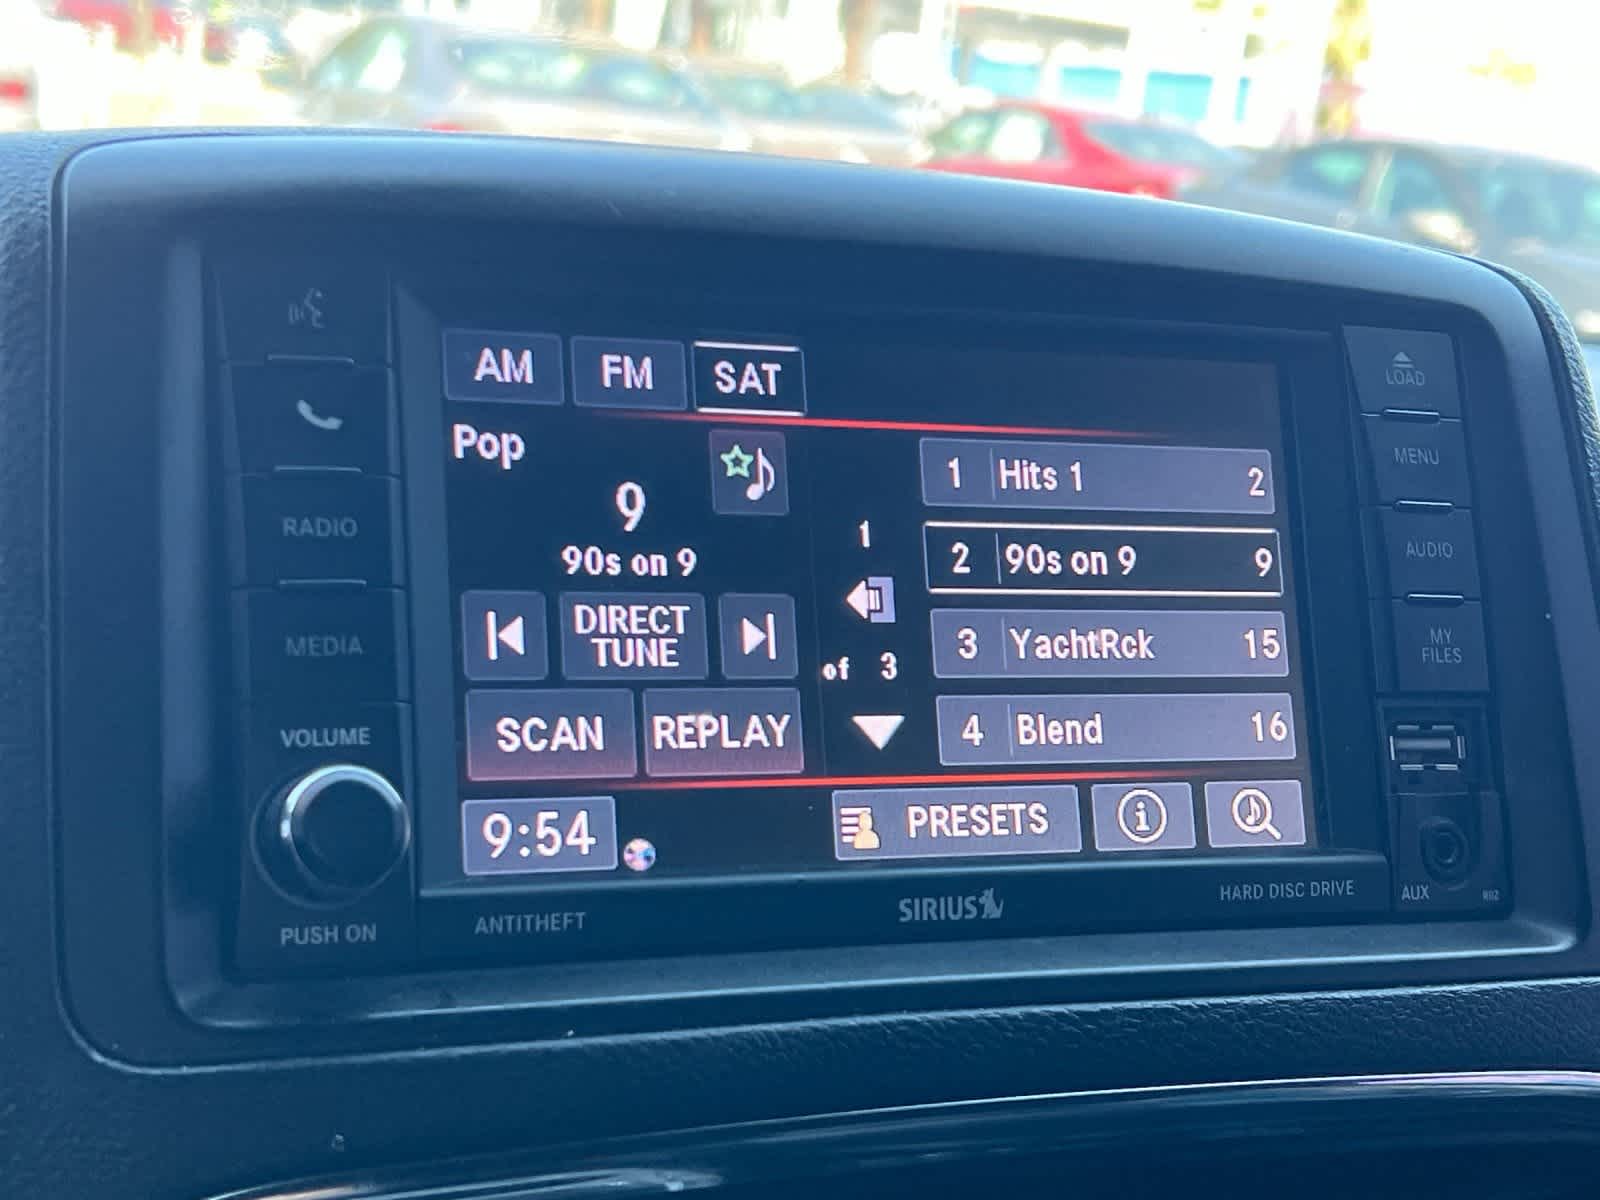 AM FM SAT
Pop
9
90s on 9
DIRECT
TUNE
SCAN REPLAY
9:54
1
of 3
1 Hits 1 2
2 90s on 9 9
3 YachtRck 15
4 Blend 16
PRESETS
i
RADIO
MEDIA
VOLUME
PUSH ON
LOAD
MENU
AUDIO
MY
FILES
AUX
ANTITHEFT
SIRIUS
HARD DISC DRIVE